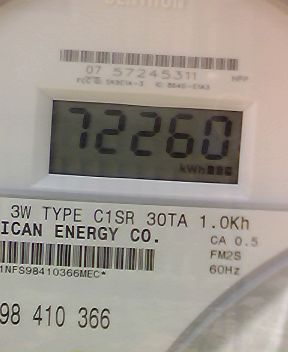 CENTRON
07 57245311
72260
kWh
3W TYPE C1SR 30TA 1.0Kh
ICAN ENERGY CO.
CA 0.5
FM2S
60Hz
1NFS98410366MEC*
98 410 366